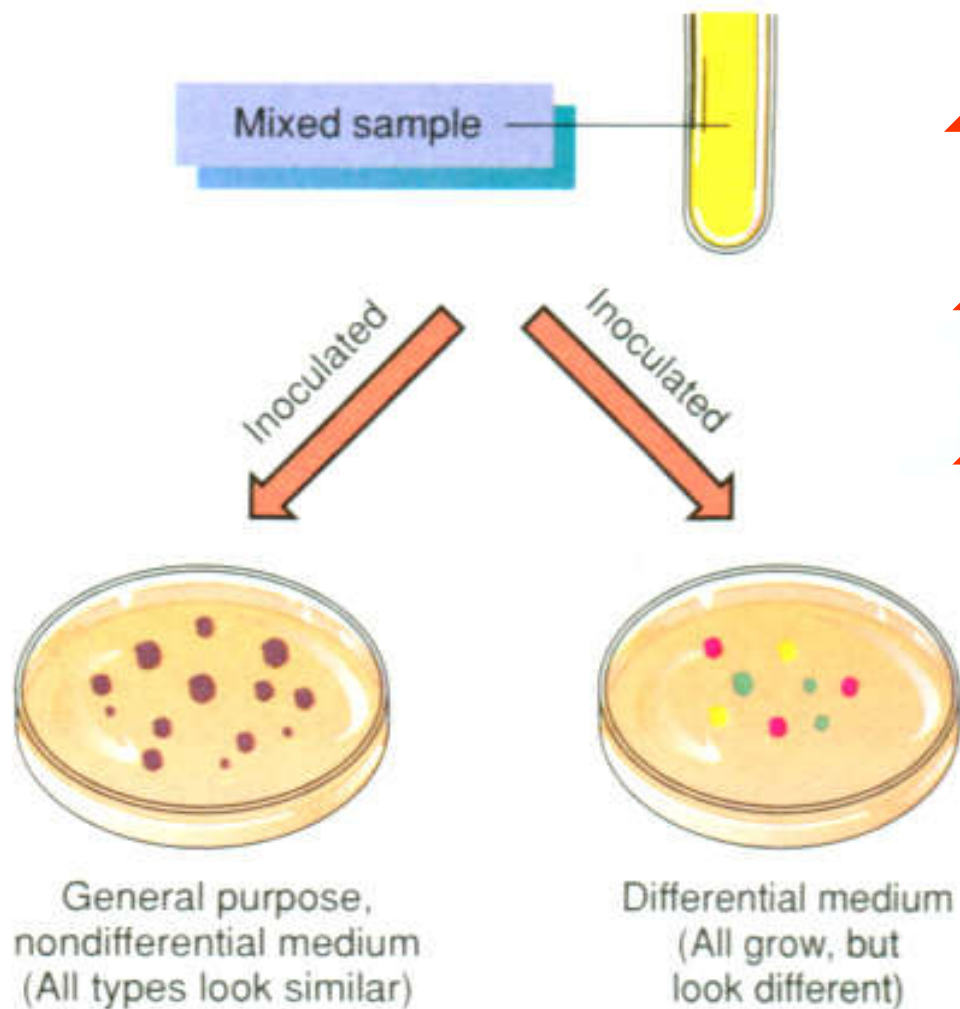 Mixed sample
Inoculated
Inoculated
General purpose,
nondifferential medium
(All types look similar)
Differential medium
(All grow, but
look different)